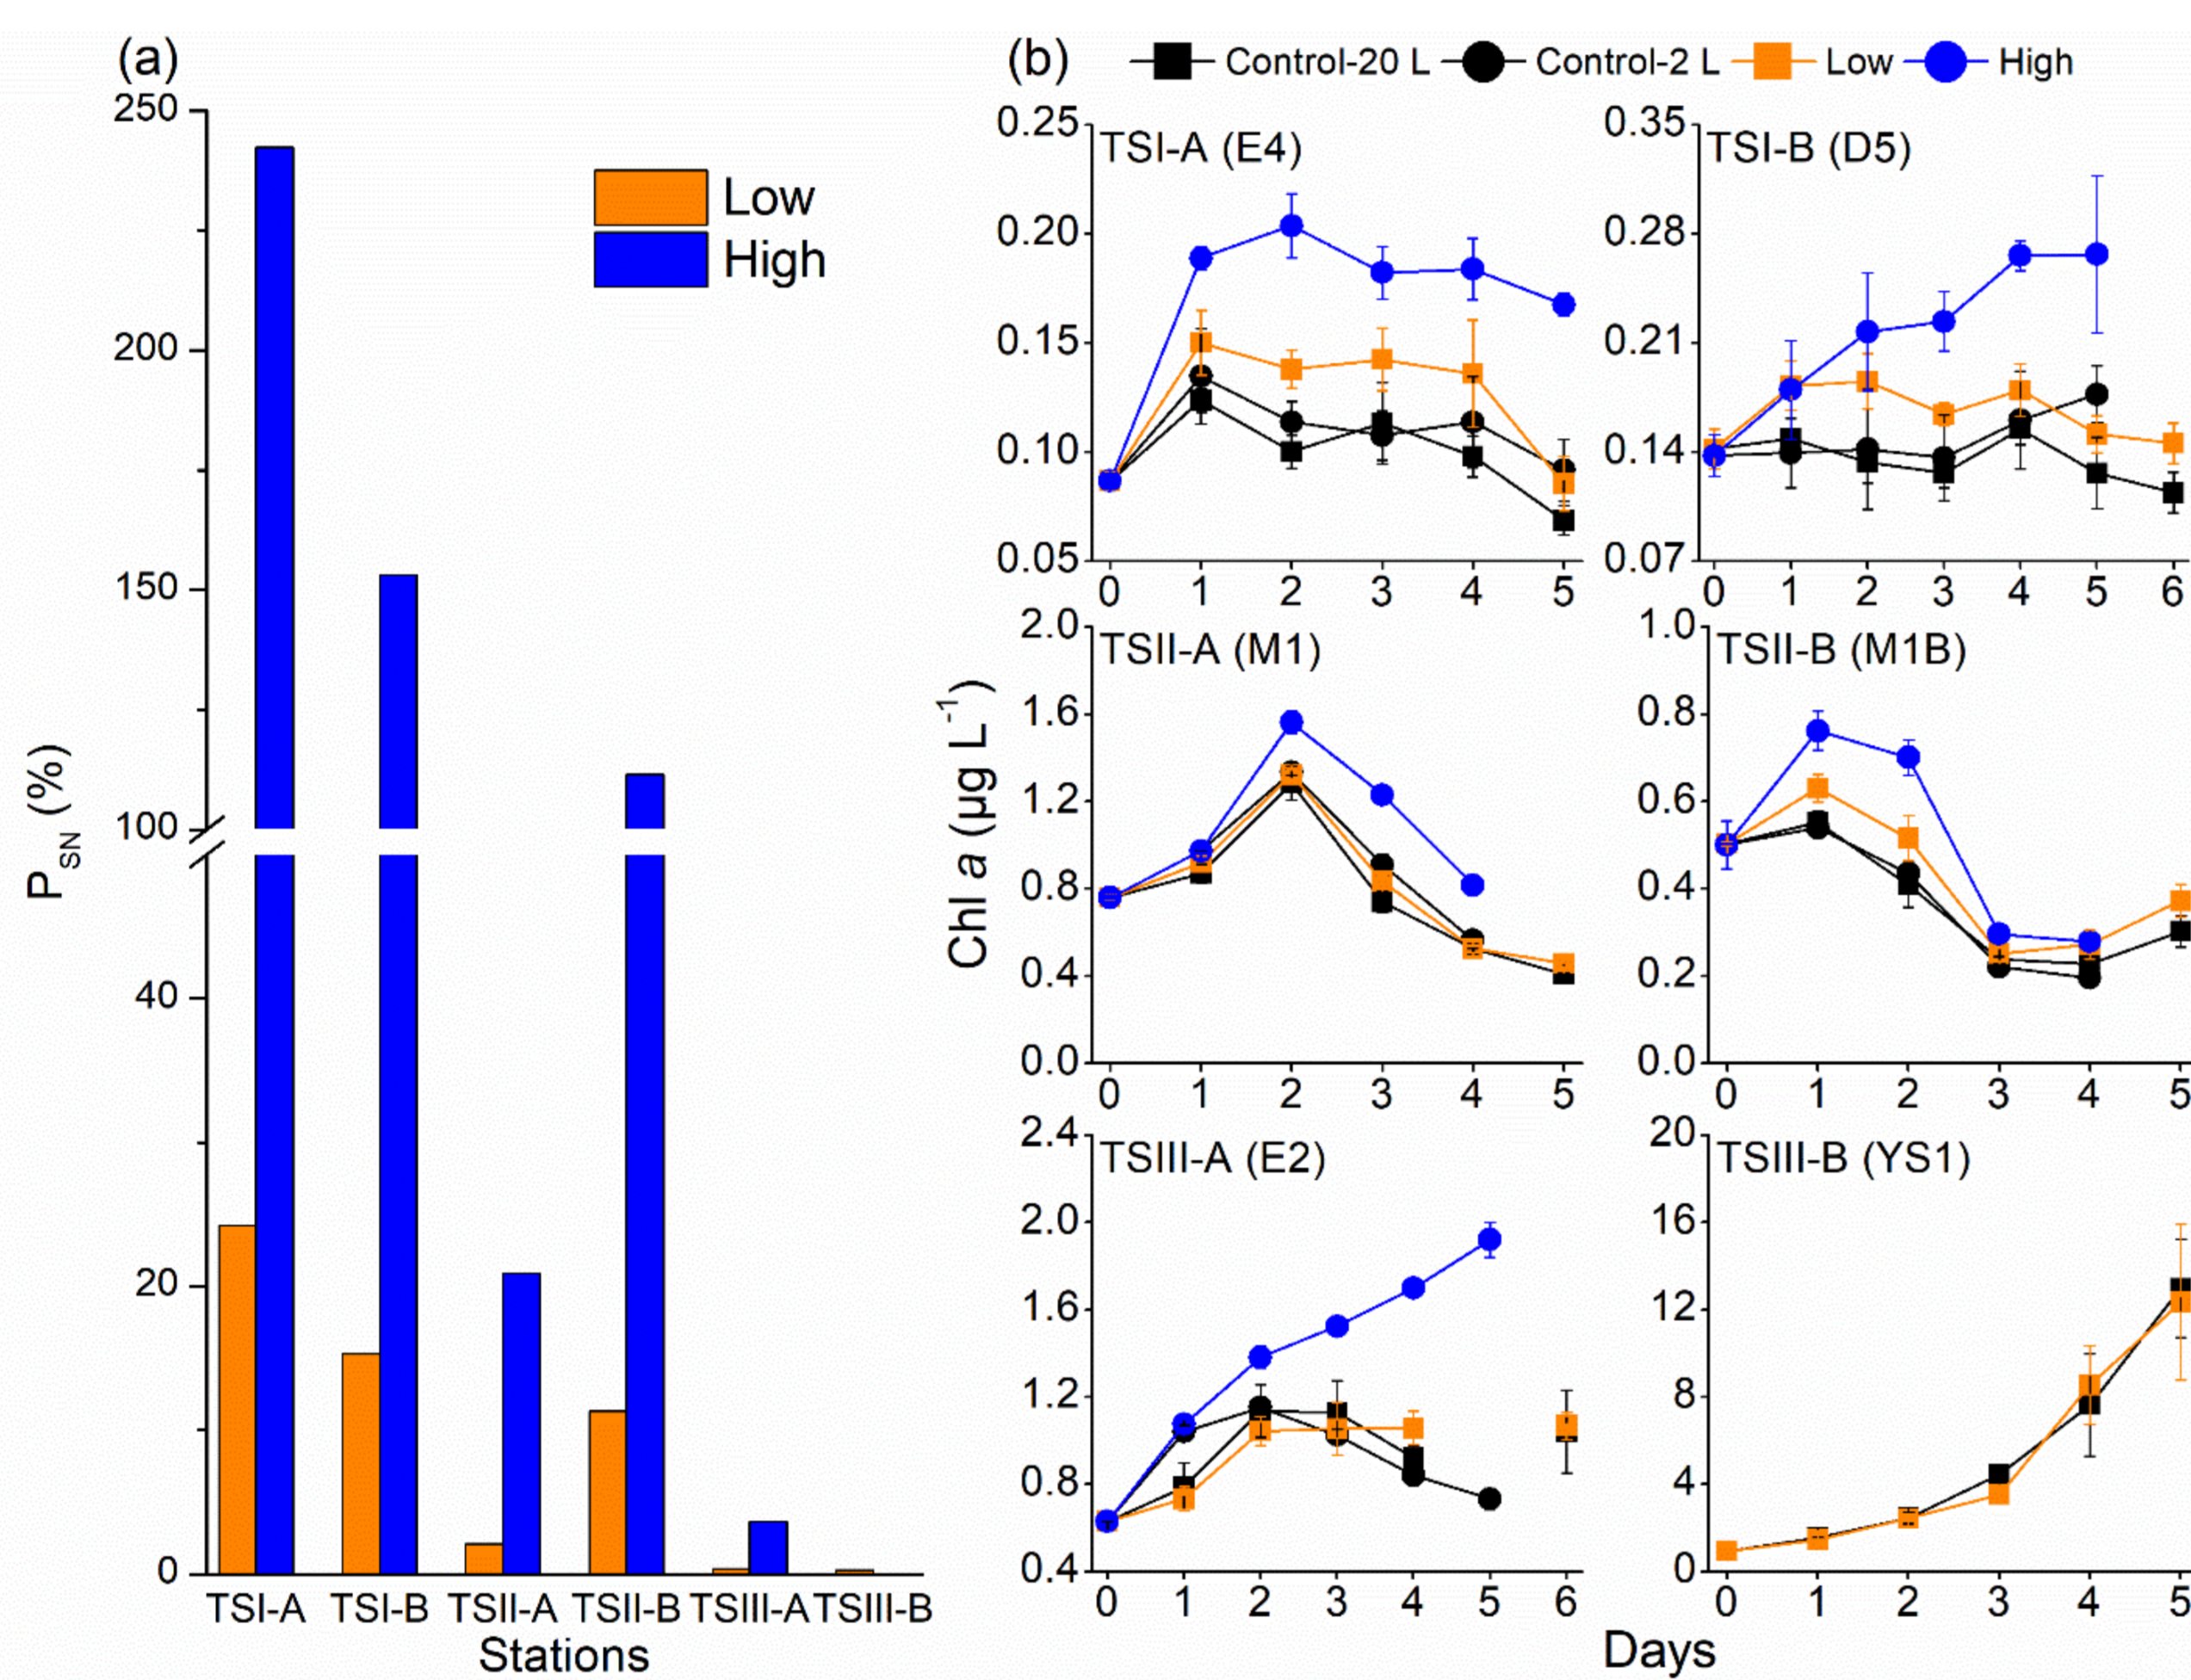 (a)
250
200
150
100
40
20
0
P_SN (%)
Low
High
TSI-A TSI-B TSII-A TSII-B TSIII-A TSIII-B
Stations
(b)
Control-20 L Control-2 L Low High
Chl a (µg L⁻¹)
TSI-A (E4)
0.25
0.20
0.15
0.10
0.05
0 1 2 3 4 5
TSI-B (D5)
0.35
0.28
0.21
0.14
0.07
0 1 2 3 4 5 6
TSII-A (M1)
2.0
1.6
1.2
0.8
0.4
0.0
0 1 2 3 4 5
TSII-B (M1B)
1.0
0.8
0.6
0.4
0.2
0.0
0 1 2 3 4 5
TSIII-A (E2)
2.4
2.0
1.6
1.2
0.8
0.4
0 1 2 3 4 5 6
TSIII-B (YS1)
20
16
12
8
4
0
0 1 2 3 4 5
Days